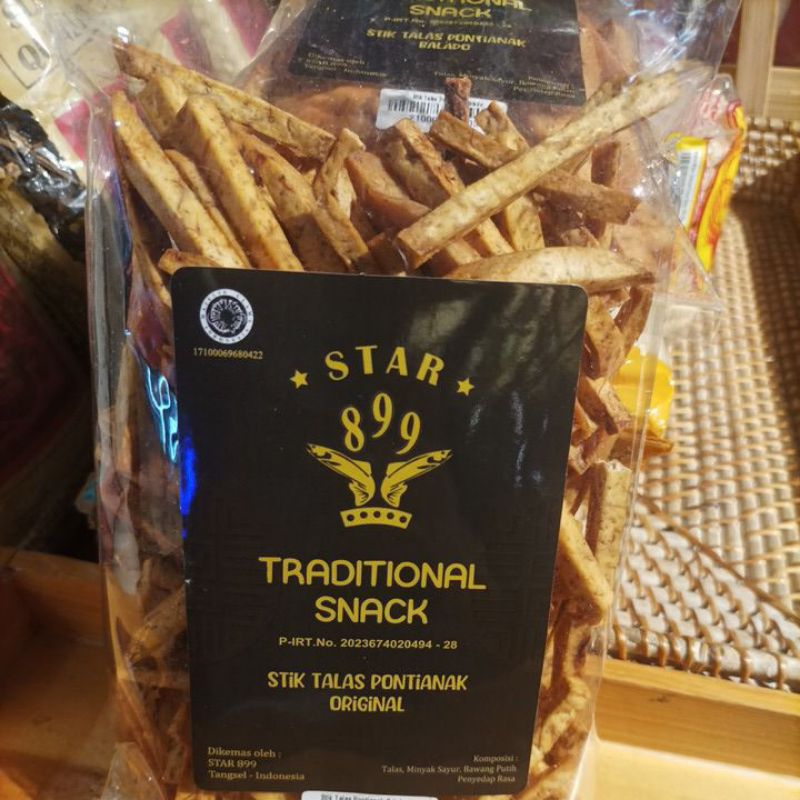 SNACK
STIK TALAS PONTIANAK
BALADO
17100069680422
STAR
899
TRADITIONAL
SNACK
P-IRT.No. 2023674020494 - 28
STIK TALAS PONTIANAK
ORIGINAL
Dikemas oleh :
STAR 899
Tangsel - Indonesia
Komposisi :
Talas, Minyak Sayur, Bawang Putih
Penyedap Rasa